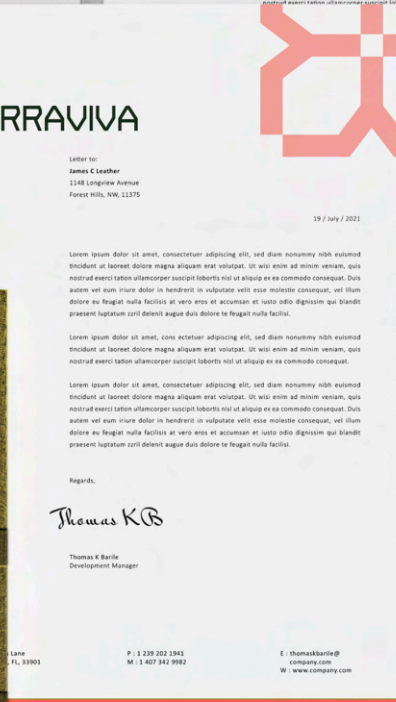 nostrud exerci tation ullamcorper suscipit
RRAVIVA
Letter to:
James C Leather
1148 Longview Avenue
Forest Hills, NW, 11375
19 / July / 2021
Lorem ipsum dolor sit amet, consectetuer adipiscing elit, sed diam nonummy nibh euismod
tincidunt ut laoreet dolore magna aliquam erat volutpat. Ut wisi enim ad minim veniam, quis
nostrud exerci tation ullamcorper suscipit lobortis nisl ut aliquip ex ea commodo consequat. Duis
autem vel eum iriure dolor in hendrerit in vulputate velit esse molestie consequat, vel illum
dolore eu feugiat nulla facilisis at vero eros et accumsan et iusto odio dignissim qui blandit
praesent luptatum zzril delenit augue duis dolore te feugait nulla facilisi.
Lorem ipsum dolor sit amet, cons ectetuer adipiscing elit, sed diam nonummy nibh euismod
tincidunt ut laoreet dolore magna aliquam erat volutpat. Ut wisi enim ad minim veniam, quis
nostrud exerci tation ullamcorper suscipit lobortis nisl ut aliquip ex ea commodo consequat.
Lorem ipsum dolor sit amet, consectetuer adipiscing elit, sed diam nonummy nibh euismod
tincidunt ut laoreet dolore magna aliquam erat volutpat. Ut wisi enim ad minim veniam, quis
nostrud exerci tation ullamcorper suscipit lobortis nisl ut aliquip ex ea commodo consequat. Duis
autem vel eum iriure dolor in hendrerit in vulputate velit esse molestie consequat, vel illum
dolore eu feugiat nulla facilisis at vero eros et accumsan et iusto odio dignissim qui blandit
praesent luptatum zzril delenit augue duis dolore te feugait nulla facilisi.
Regards,
Thomas K B
Thomas K Barile
Development Manager
Lane
, FL, 33901
P : 1 239 202 1941
M : 1 407 342 9982
E : thomaskbarile@
company.com
W : www.company.com